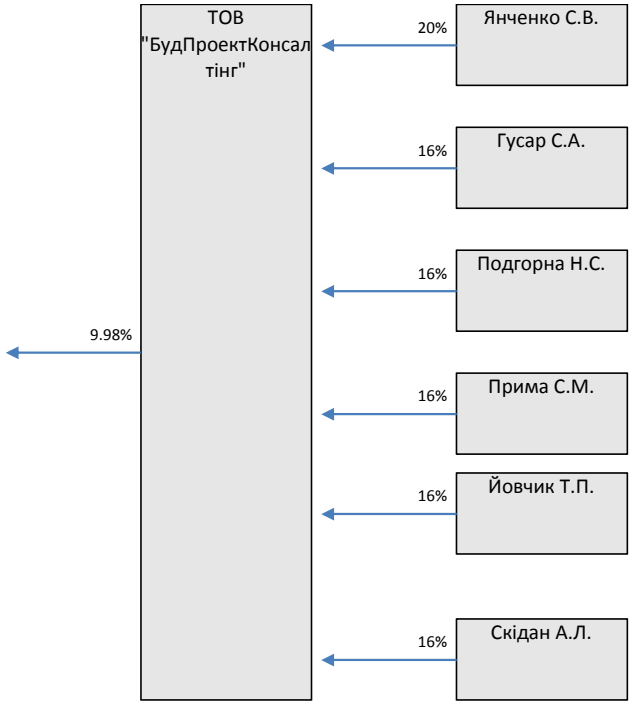 ТОВ
"БудПроектКонсал
тінг"
20%
Янченко С.В.
16%
Гусар С.А.
16%
Подгорна Н.С.
9.98%
16%
Прима С.М.
16%
Йовчик Т.П.
16%
Скідан А.Л.